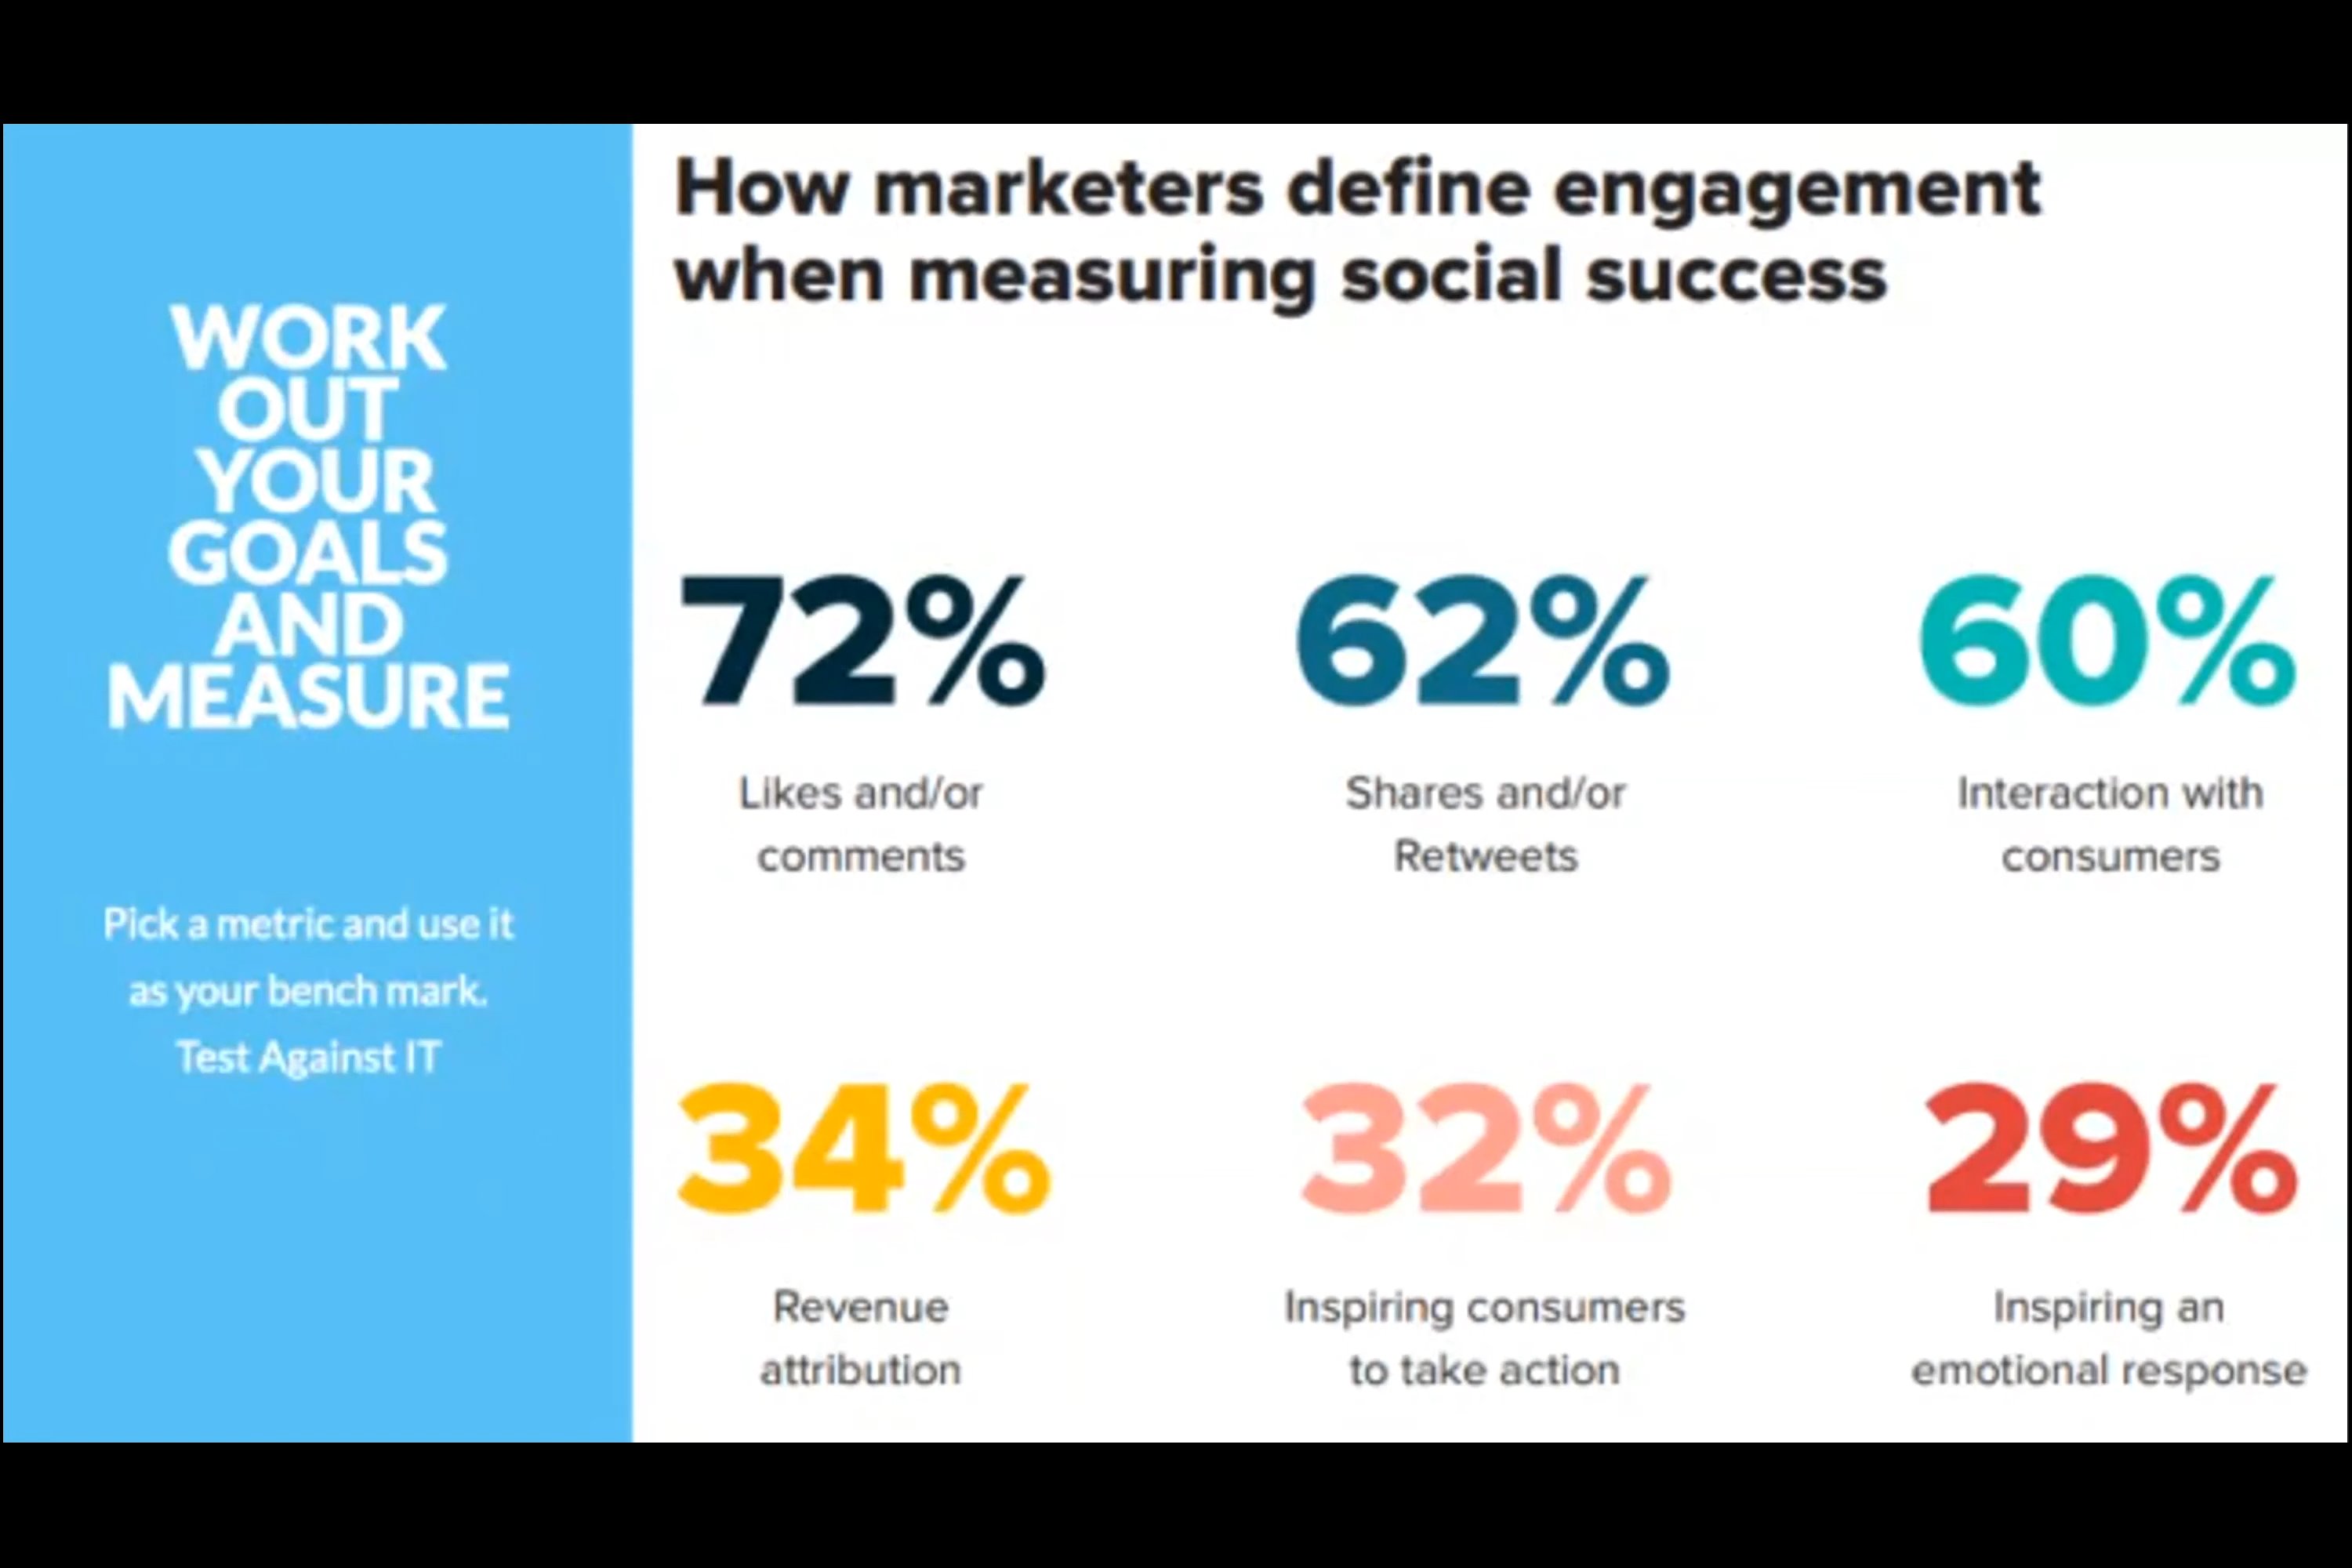 WORK
OUT
YOUR
GOALS
AND
MEASURE
Pick a metric and use it
as your bench mark.
Test Against IT
How marketers define engagement
when measuring social success
72%
Likes and/or
comments
62%
Shares and/or
Retweets
60%
Interaction with
consumers
34%
Revenue
attribution
32%
Inspiring consumers
to take action
29%
Inspiring an
emotional response